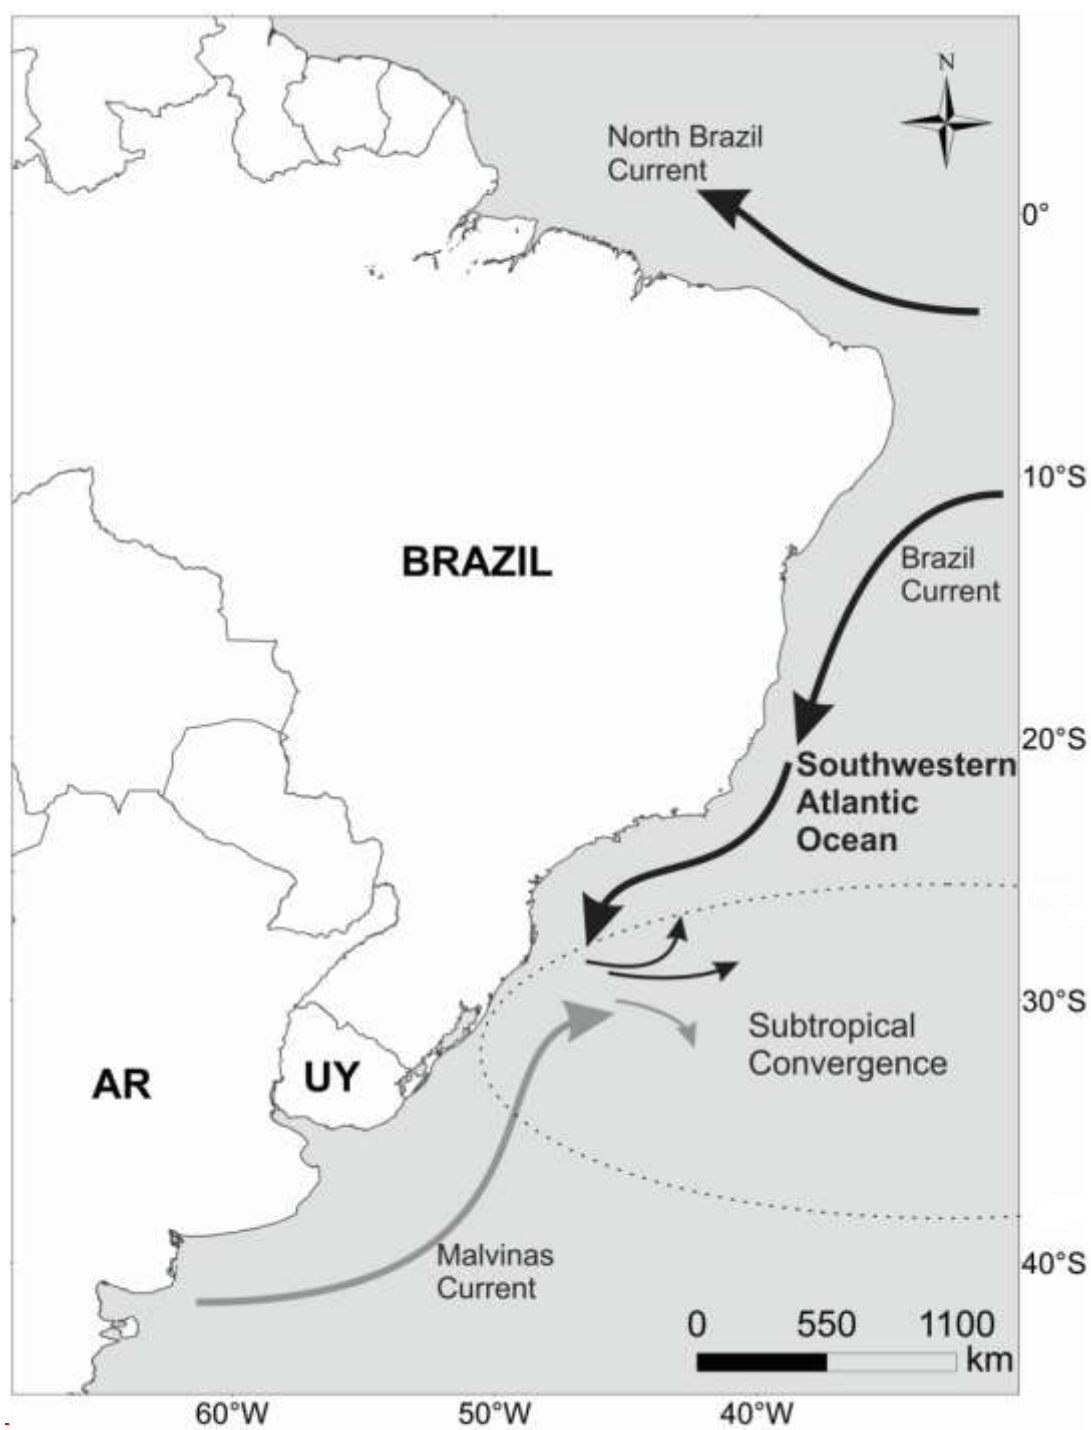 N
North Brazil
Current
0°
10°S
BRAZIL
Brazil
Current
20°S
Southwestern
Atlantic
Ocean
30°S
Subtropical
Convergence
AR
UY
Malvinas
Current
40°S
0 550 1100
km
60°W 50°W 40°W